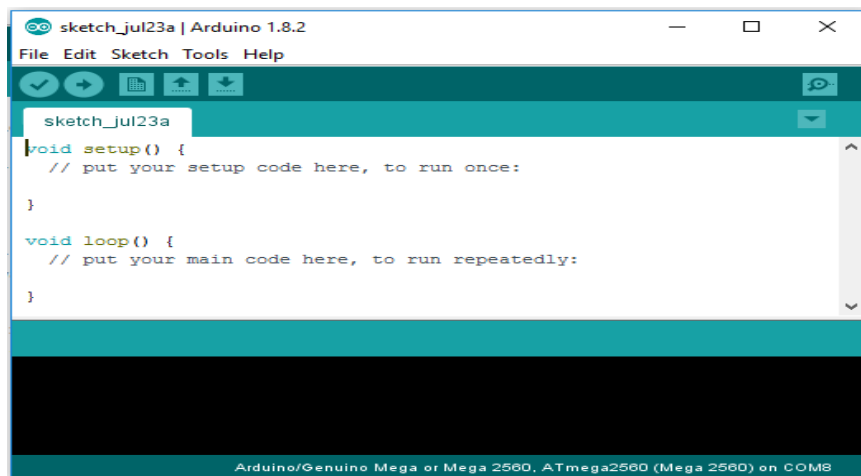 sketch_jul23a | Arduino 1.8.2
File Edit Sketch Tools Help
sketch_jul23a
void setup() {
// put your setup code here, to run once:
}
void loop() {
// put your main code here, to run repeatedly:
}
Arduino/Genuino Mega or Mega 2560, ATmega2560 (Mega 2560) on COM8